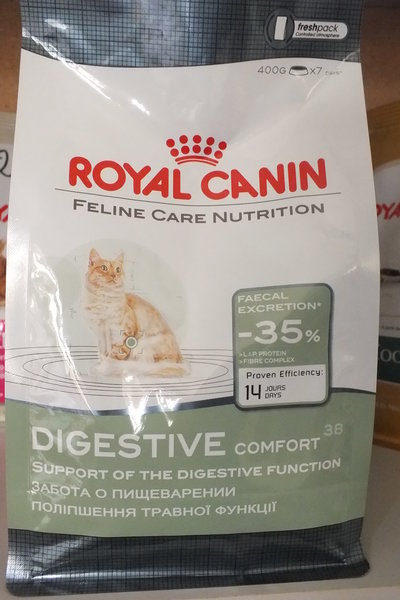 freshpack
Controlled atmosphere
400G X7 DAYS*
ROYAL CANIN
FELINE CARE NUTRITION
FAECAL
EXCRETION*
-35%
>L.I.P. PROTEIN
>FIBRE COMPLEX
Proven Efficiency:
14 JOURS
DAYS
DIGESTIVE COMFORT 38
SUPPORT OF THE DIGESTIVE FUNCTION
ЗАБОТА О ПИЩЕВАРЕНИИ
ПОЛІПШЕННЯ ТРАВНОЇ ФУНКЦІЇ